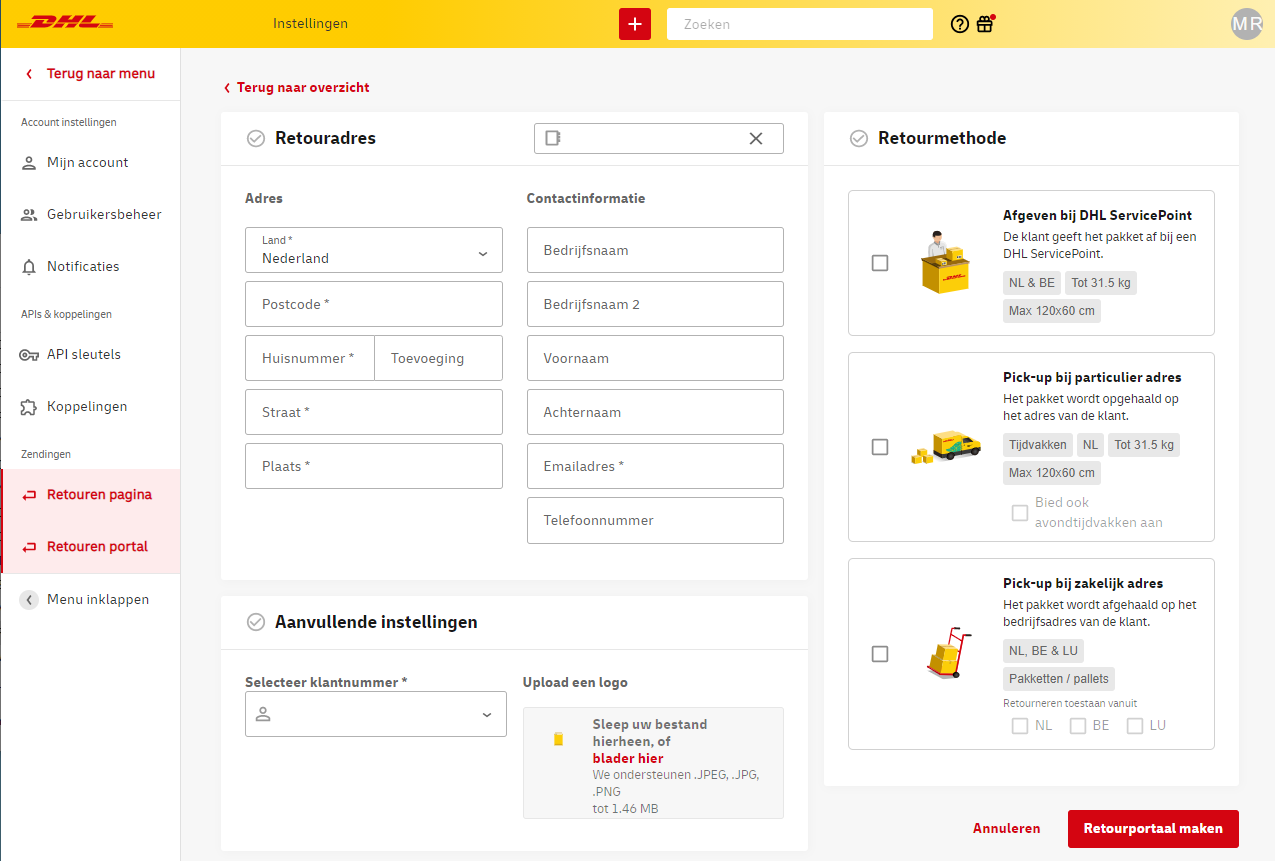 DHL
Instellingen
Zoeken
MR
Terug naar menu
Account instellingen
Mijn account
Gebruikersbeheer
Notificaties
APIs & koppelingen
API sleutels
Koppelingen
Zendingen
Retouren pagina
Retouren portal
Menu inklappen
Terug naar overzicht
Retouradres
Adres
Land *
Nederland
Postcode *
Huisnummer *
Toevoeging
Straat *
Plaats *
Contactinformatie
Bedrijfsnaam
Bedrijfsnaam 2
Voornaam
Achternaam
Emailadres *
Telefoonnummer
Aanvullende instellingen
Selecteer klantnummer *
Upload een logo
Sleep uw bestand
hierheen, of
blader hier
We ondersteunen .JPEG, .JPG,
.PNG
tot 1.46 MB
Retourmethode
Afgeven bij DHL ServicePoint
De klant geeft het pakket af bij een
DHL ServicePoint.
NL & BE
Tot 31.5 kg
Max 120x60 cm
Pick-up bij particulier adres
Het pakket wordt opgehaald op
het adres van de klant.
Tijdvakken
NL
Tot 31.5 kg
Max 120x60 cm
Bied ook
avondtijdvakken aan
Pick-up bij zakelijk adres
Het pakket wordt afgehaald op het
bedrijfsadres van de klant.
NL, BE & LU
Pakketten / pallets
Retourneren toestaan vanuit
NL
BE
LU
Annuleren
Retourportaal maken